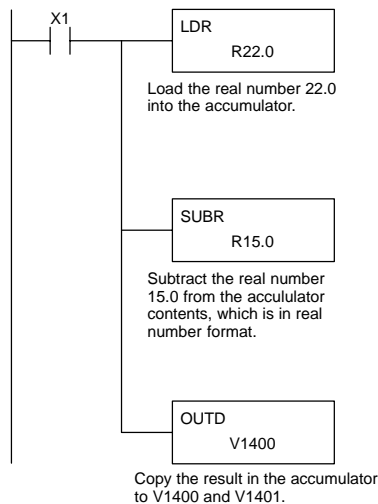 X1
LDR
R22.0
Load the real number 22.0
into the accumulator.
SUBR
R15.0
Subtract the real number
15.0 from the accululator
contents, which is in real
number format.
OUTD
V1400
Copy the result in the accumulator
to V1400 and V1401.